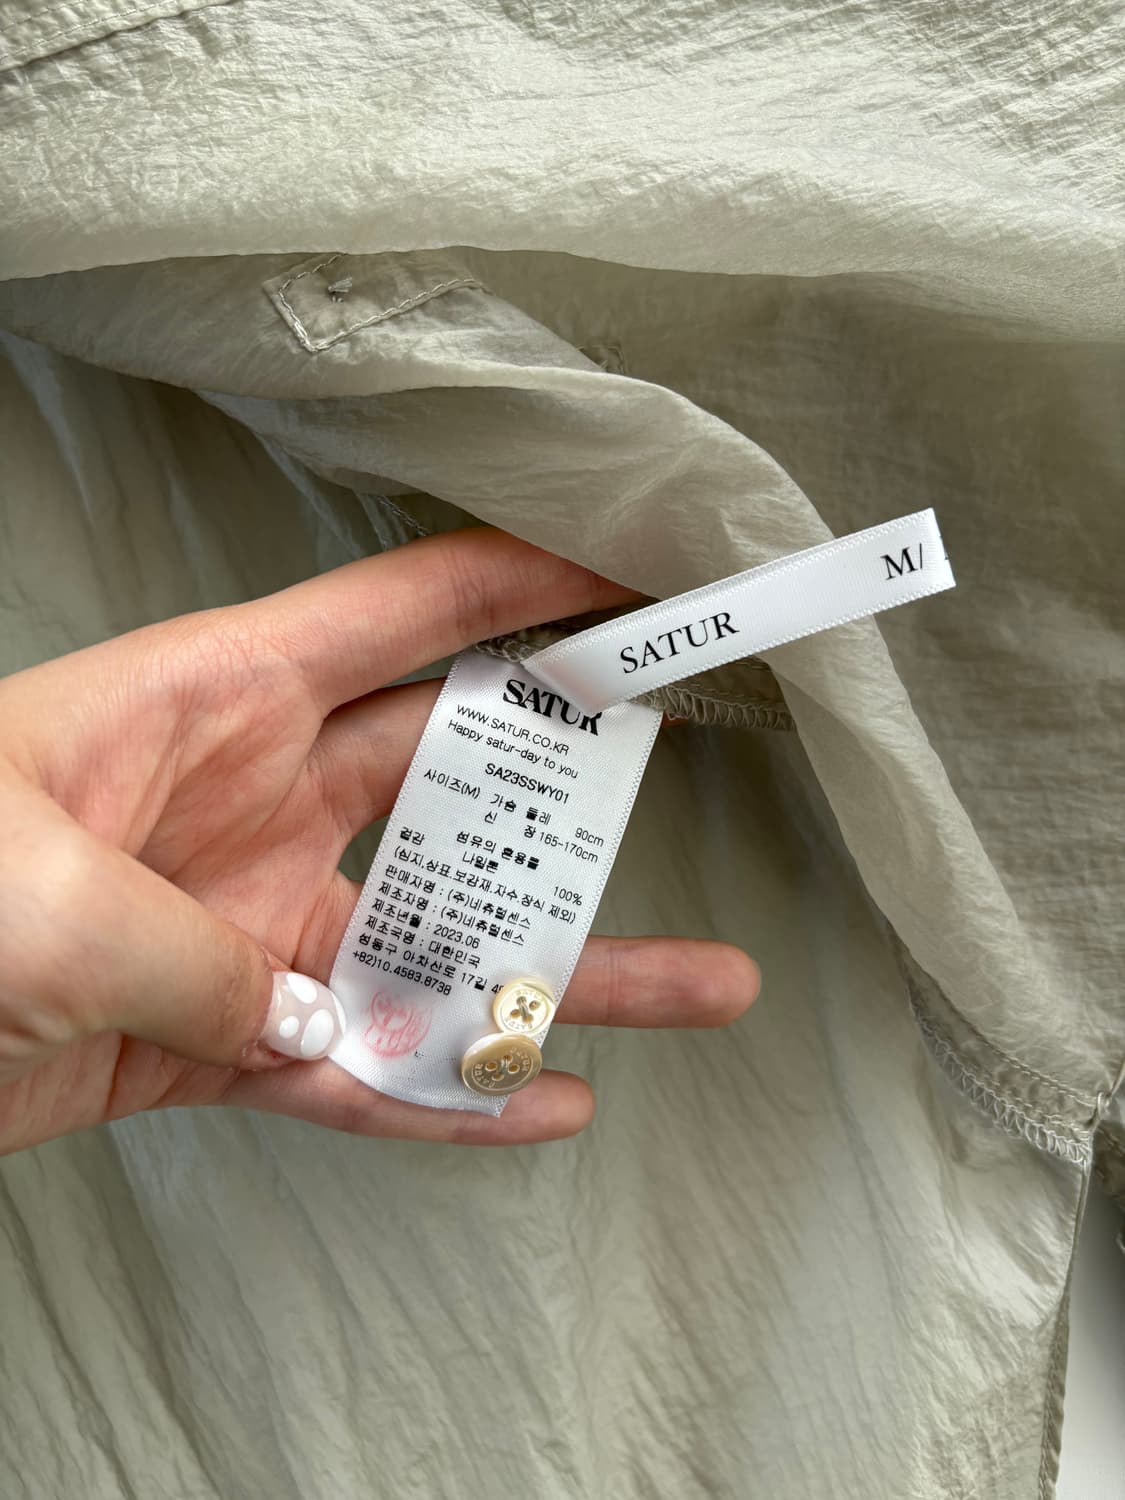 SATUR
M/
SATUR
WWW.SATUR.CO.KR
Happy satur-day to you
SA23SSWY01
사이즈(M) 가슴 둘레 90cm
신 장 165-170cm
섬유의 혼용률
겉감 나일론 100%
(심지,상표,보강재,자수,장식 제외)
판매자명 : (주)네츄럴센스
제조자명 : (주)네츄럴센스
제조년월 : 2023.06
제조국명 : 대한민국
성동구 아차산로 17길
+82)10.4583.8738
SATUR
SATUR